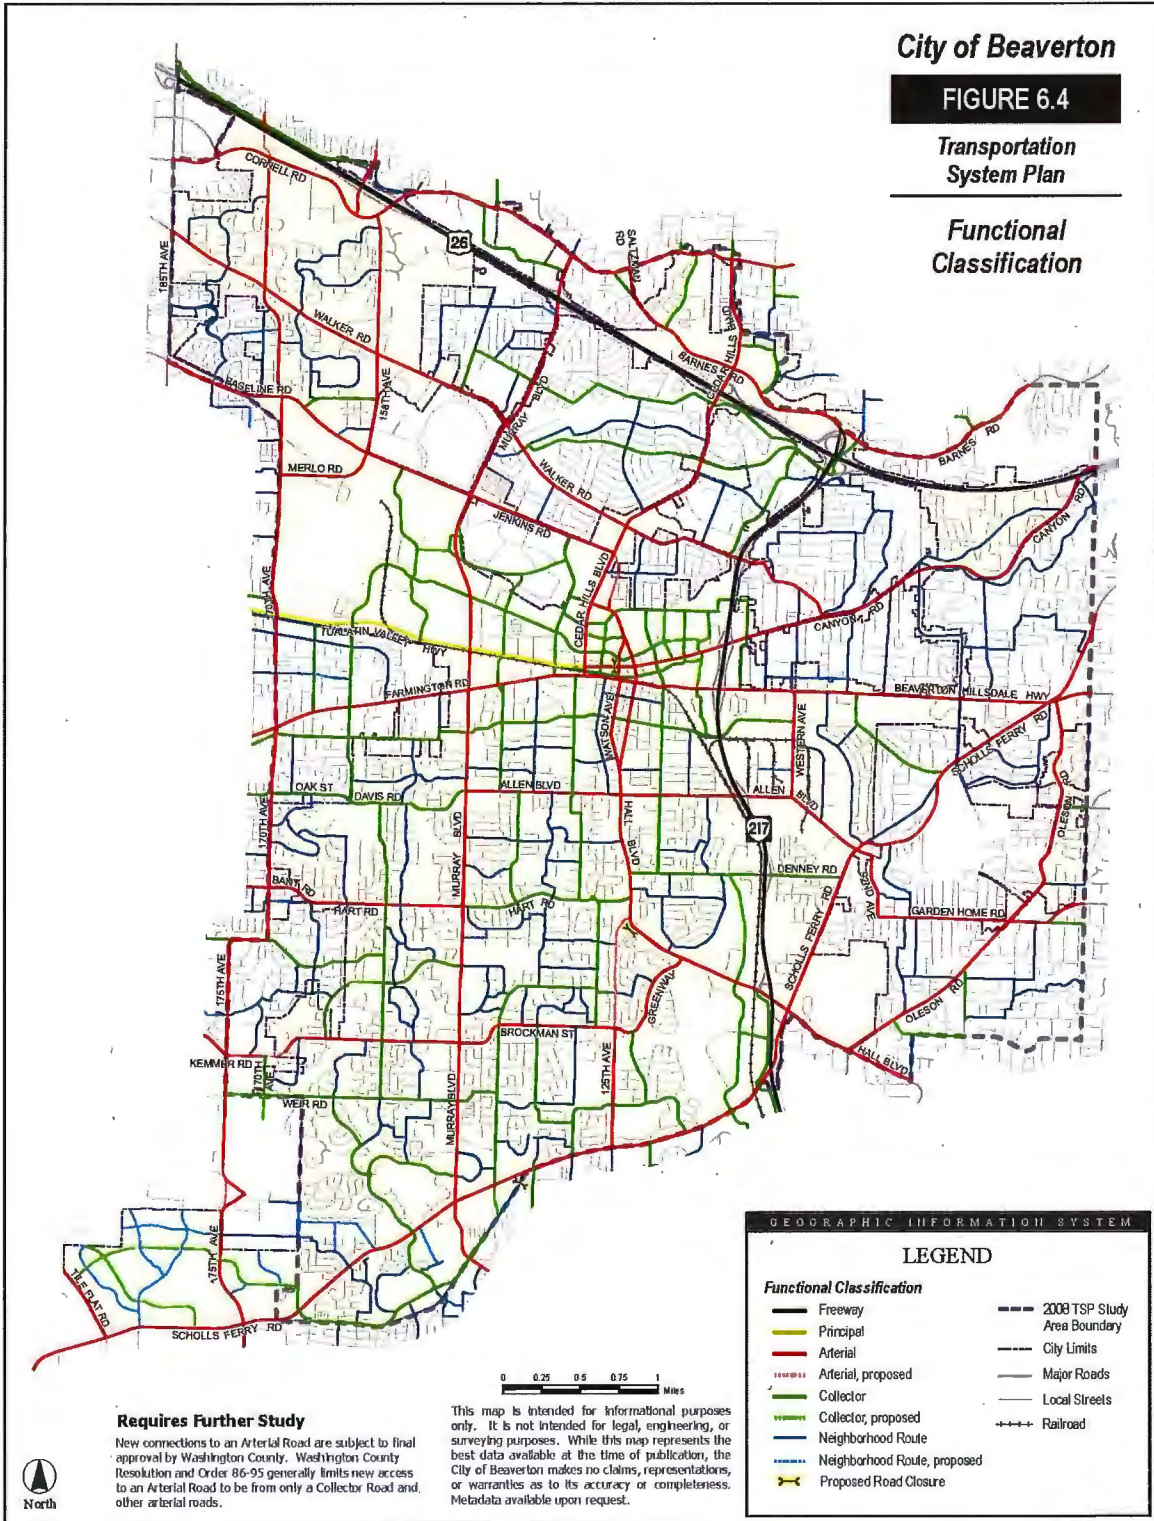 City of Beaverton
FIGURE 6.4
Transportation
System Plan
Functional
Classification
CORNELL RD
26
SALTZMAN
RD
185TH AVE
WALKER RD
CEDAR HILLS BLVD
BARNES RD
BASELINE RD
158TH AVE
MURRAY BLVD
BARNES RD
MERLO RD
WALKER RD
CANYON RD
JENKINS RD
170TH AVE
CEDAR HILLS BLVD
CANYON RD
TUALATIN VALLEY HWY
FARMINGTON RD
BEAVERTON HILLSDALE HWY
WATSON AVE
WESTERN AVE
SCHOLLS FERRY RD
OAK ST
DAVIS RD
ALLEN BLVD
ALLEN BLVD
OLESON RD
170TH AVE
MURRAY BLVD
HALL BLVD
217
DENNEY RD
BANY RD
HART RD
HART RD
92ND AVE
GARDEN HOME RD
SCHOLLS FERRY RD
175TH AVE
GREENWAY
OLESON RD
BROCKMAN ST
KEMMER RD
170TH AVE
125TH AVE
HALL BLVD
WEIR RD
MURRAY BLVD
175TH AVE
TILE FLAT RD
SCHOLLS FERRY RD
GEOGRAPHIC INFORMATION SYSTEM
LEGEND
Functional Classification
Freeway
Principal
Arterial
Arterial, proposed
Collector
Collector, proposed
Neighborhood Route
Neighborhood Route, proposed
Proposed Road Closure
2008 TSP Study
Area Boundary
City Limits
Major Roads
Local Streets
Railroad
0 0.25 0.5 0.75 1
Miles
Requires Further Study
New connections to an Arterial Road are subject to final
approval by Washington County. Washington County
Resolution and Order 86-95 generally limits new access
to an Arterial Road to be from only a Collector Road and
other arterial roads.
This map is intended for informational purposes
only. It is not intended for legal, engineering, or
surveying purposes. While this map represents the
best data available at the time of publication, the
City of Beaverton makes no claims, representations,
or warranties as to its accuracy or completeness.
Metadata available upon request.
North